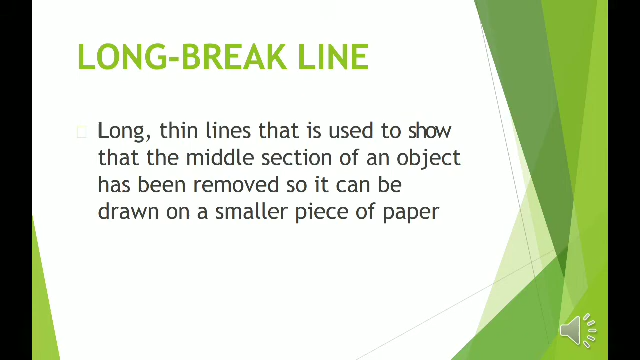 LONG-BREAK LINE
Long, thin lines that is used to show
that the middle section of an object
has been removed so it can be
drawn on a smaller piece of paper